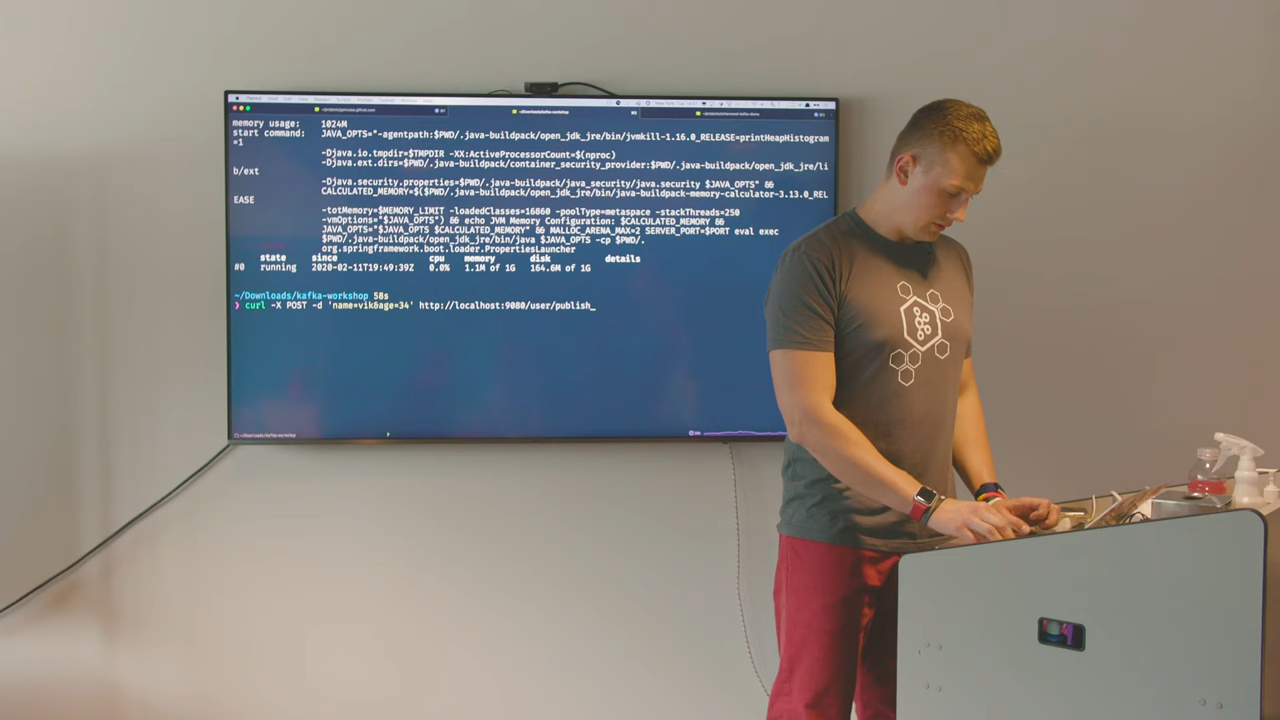 memory usage: 1024M
start command: JAVA_OPTS="-agentpath:$PWD/.java-buildpack/open_jdk_jre/bin/jvmkill-1.16.0_RELEASE=printHeapHistogram
=1
-Djava.io.tmpdir=$TMPDIR -XX:ActiveProcessorCount=$(nproc)
-Djava.ext.dirs=$PWD/.java-buildpack/container_security_provider:$PWD/.java-buildpack/open_jdk_jre/li
b/ext
-Djava.security.properties=$PWD/.java-buildpack/java_security/java.security $JAVA_OPTS" &&
CALCULATED_MEMORY=$($PWD/.java-buildpack/open_jdk_jre/bin/java-buildpack-memory-calculator-3.13.0_REL
EASE
-totMemory=$MEMORY_LIMIT -loadedClasses=16860 -poolType=metaspace -stackThreads=250
-vmOptions="$JAVA_OPTS") && echo JVM Memory Configuration: $CALCULATED_MEMORY &&
JAVA_OPTS="$JAVA_OPTS $CALCULATED_MEMORY" && MALLOC_ARENA_MAX=2 SERVER_PORT=$PORT eval exec
$PWD/.java-buildpack/open_jdk_jre/bin/java $JAVA_OPTS -cp $PWD/.
org.springframework.boot.loader.PropertiesLauncher
state since cpu memory disk details
#0 running 2020-02-11T19:49:39Z 0.0% 1.1M of 1G 164.6M of 1G
~/Downloads/kafka-workshop 58s
❯ curl -X POST -d 'name=vik&age=34' http://localhost:9080/user/publish_
~/Downloads/kafka-workshop